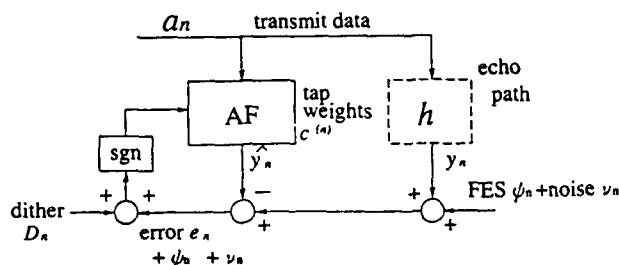 aₙ transmit data
echo path
AF
tap weights c⁽ⁿ⁾
h
sgn
ŷₙ
yₙ
FES ψₙ+noise νₙ
+ + − + + +
dither Dₙ
error eₙ + ψₙ + νₙ